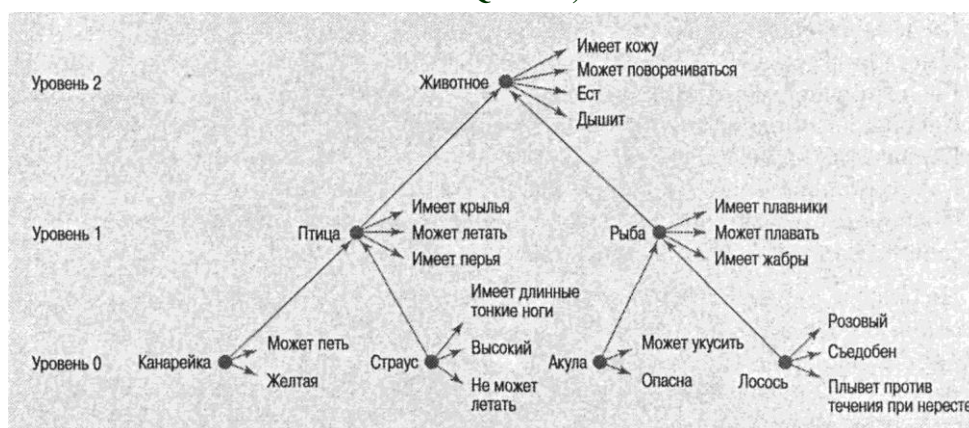 Уровень 2
Животное
Имеет кожу
Может поворачиваться
Ест
Дышит
Уровень 1
Птица
Имеет крылья
Может летать
Имеет перья
Рыба
Имеет плавники
Может плавать
Имеет жабры
Уровень 0
Канарейка
Может петь
Желтая
Страус
Имеет длинные
тонкие ноги
Высокий
Не может
летать
Акула
Может укусить
Опасна
Лосось
Розовый
Съедобен
Плывет против
течения при нересте